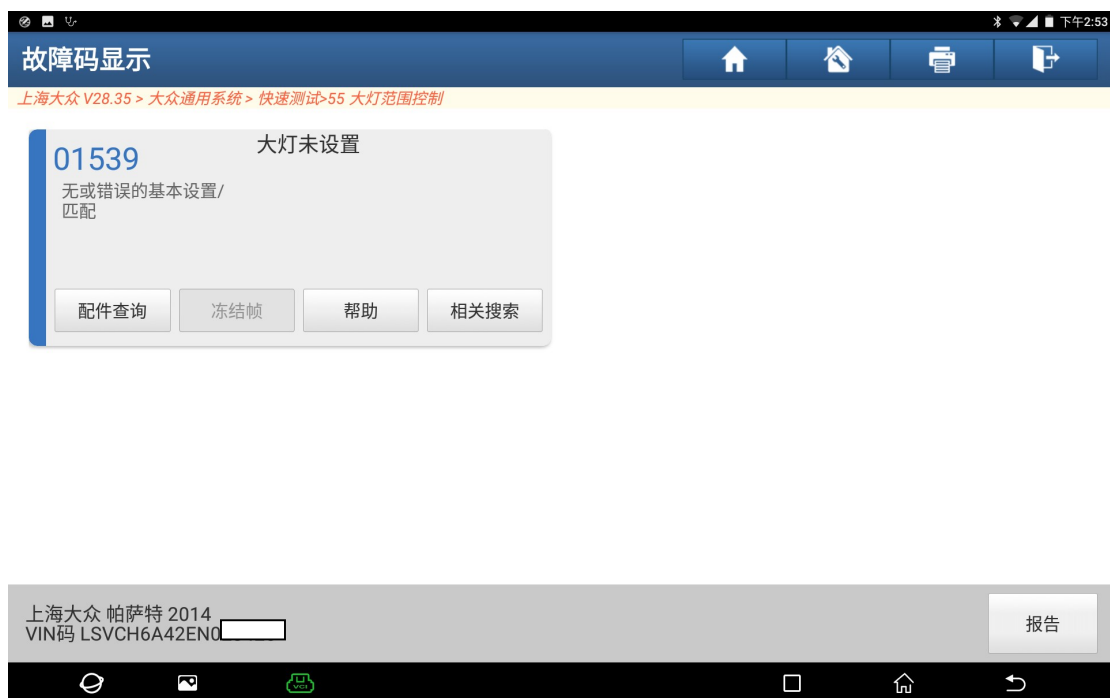 下午2:53
故障码显示
上海大众 V28.35 > 大众通用系统 > 快速测试>55 大灯范围控制
01539
大灯未设置
无或错误的基本设置/
匹配
配件查询
冻结帧
帮助
相关搜索
上海大众 帕萨特 2014
VIN码 LSVCH6A42EN0
报告
VCI